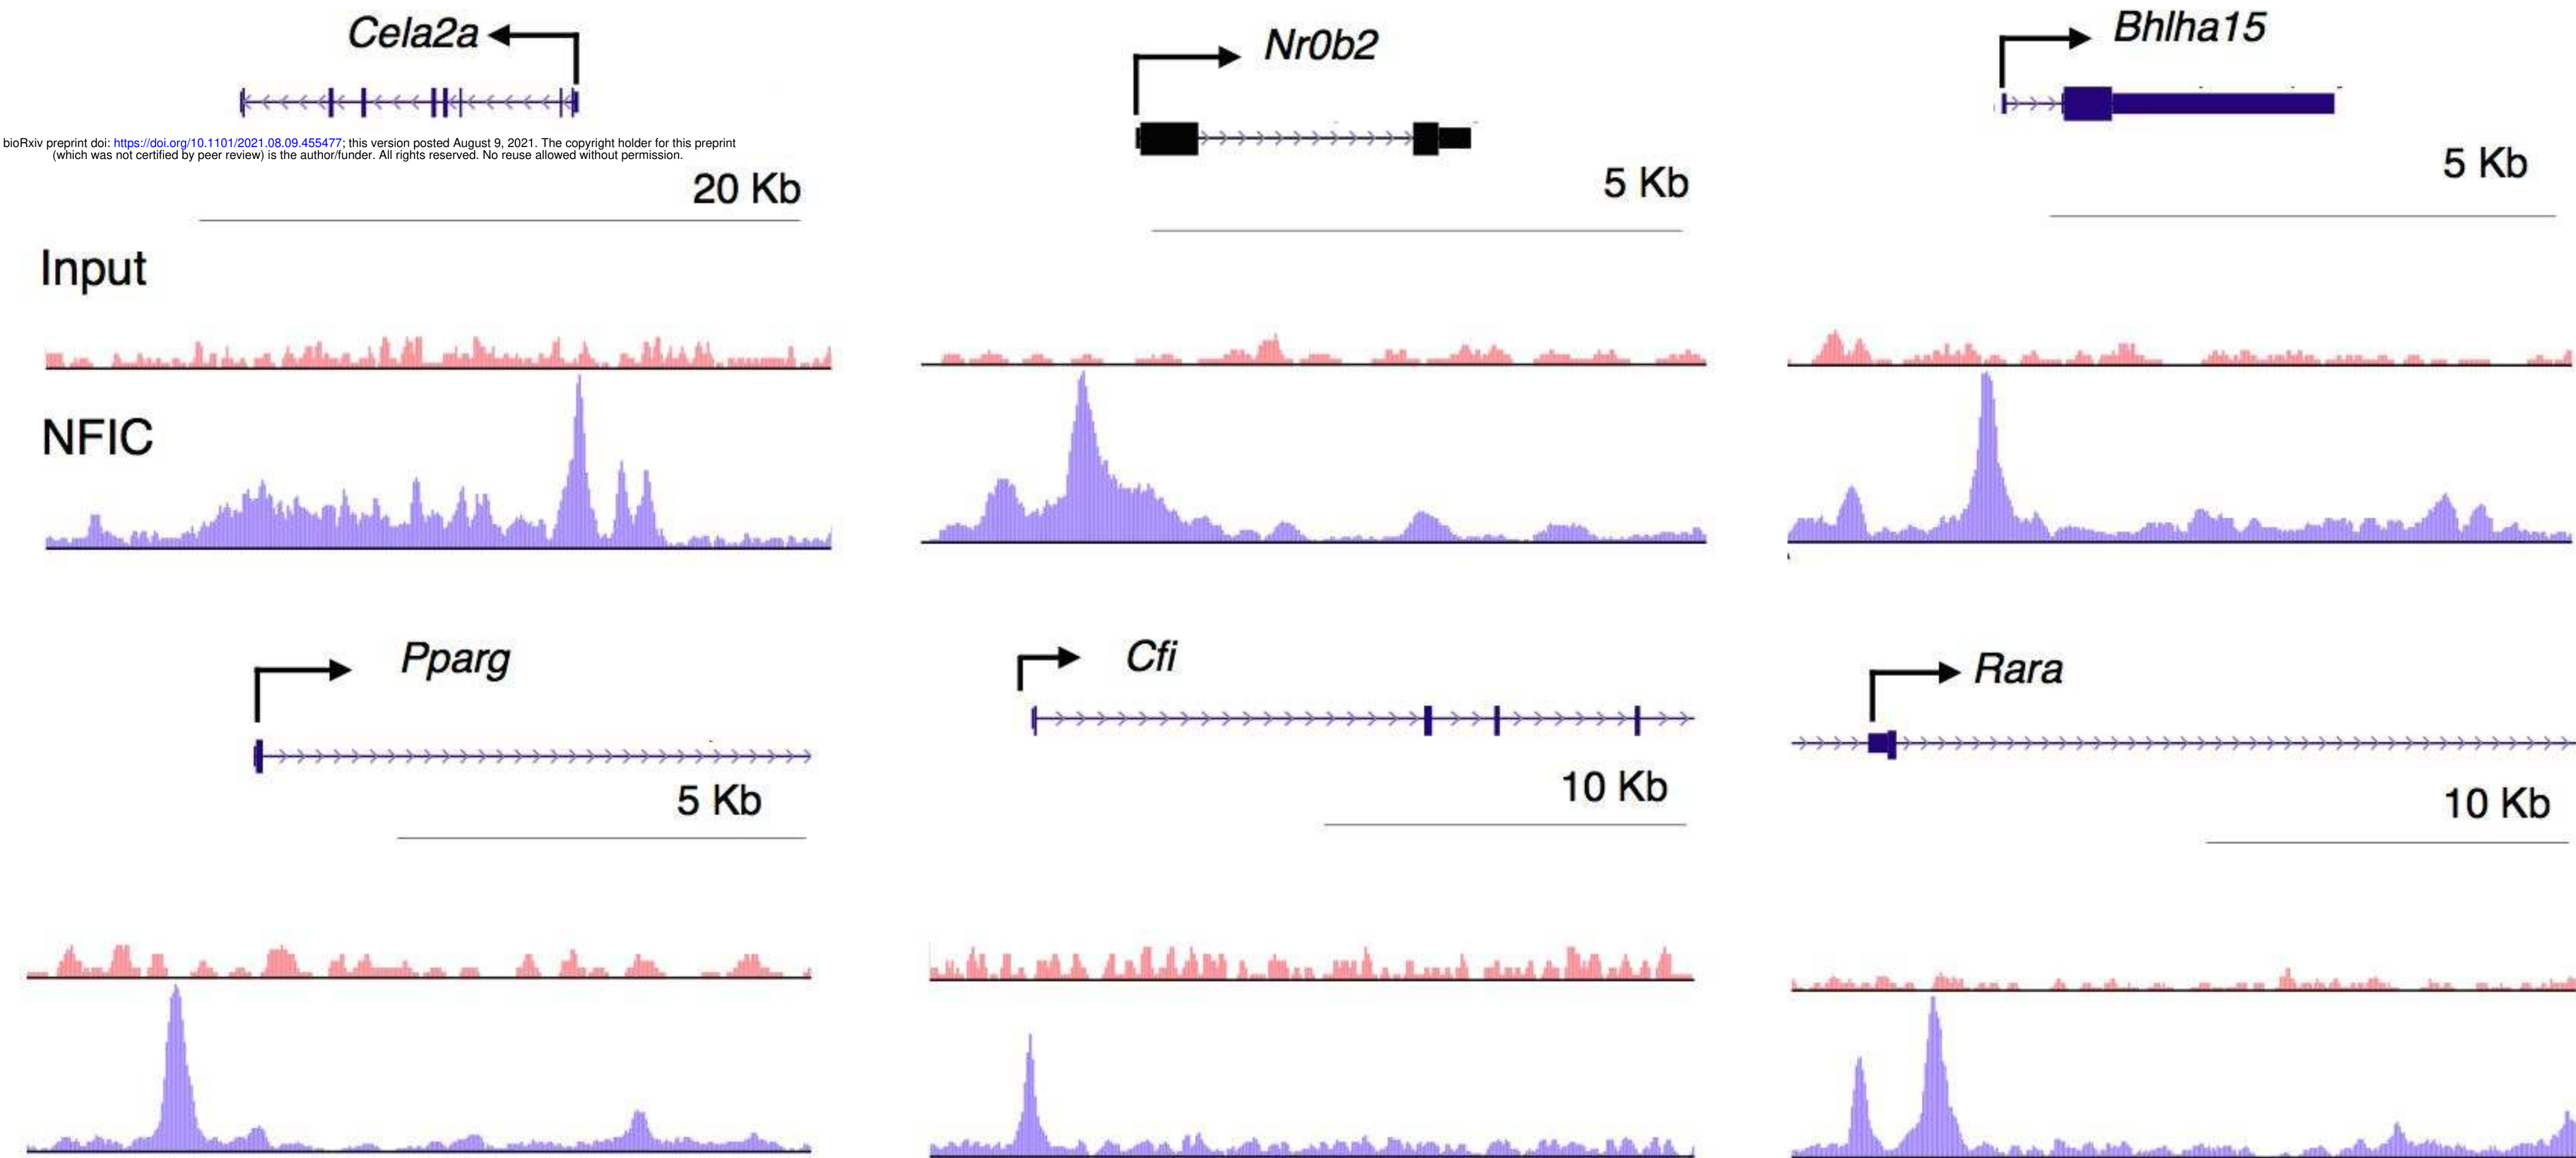 Cela2a
Nr0b2
Bhlha15
bioRxiv preprint doi: https://doi.org/10.1101/2021.08.09.455477; this version posted August 9, 2021. The copyright holder for this preprint
(which was not certified by peer review) is the author/funder. All rights reserved. No reuse allowed without permission.
20 Kb
5 Kb
5 Kb
Input
NFIC
Pparg
Cfi
Rara
5 Kb
10 Kb
10 Kb